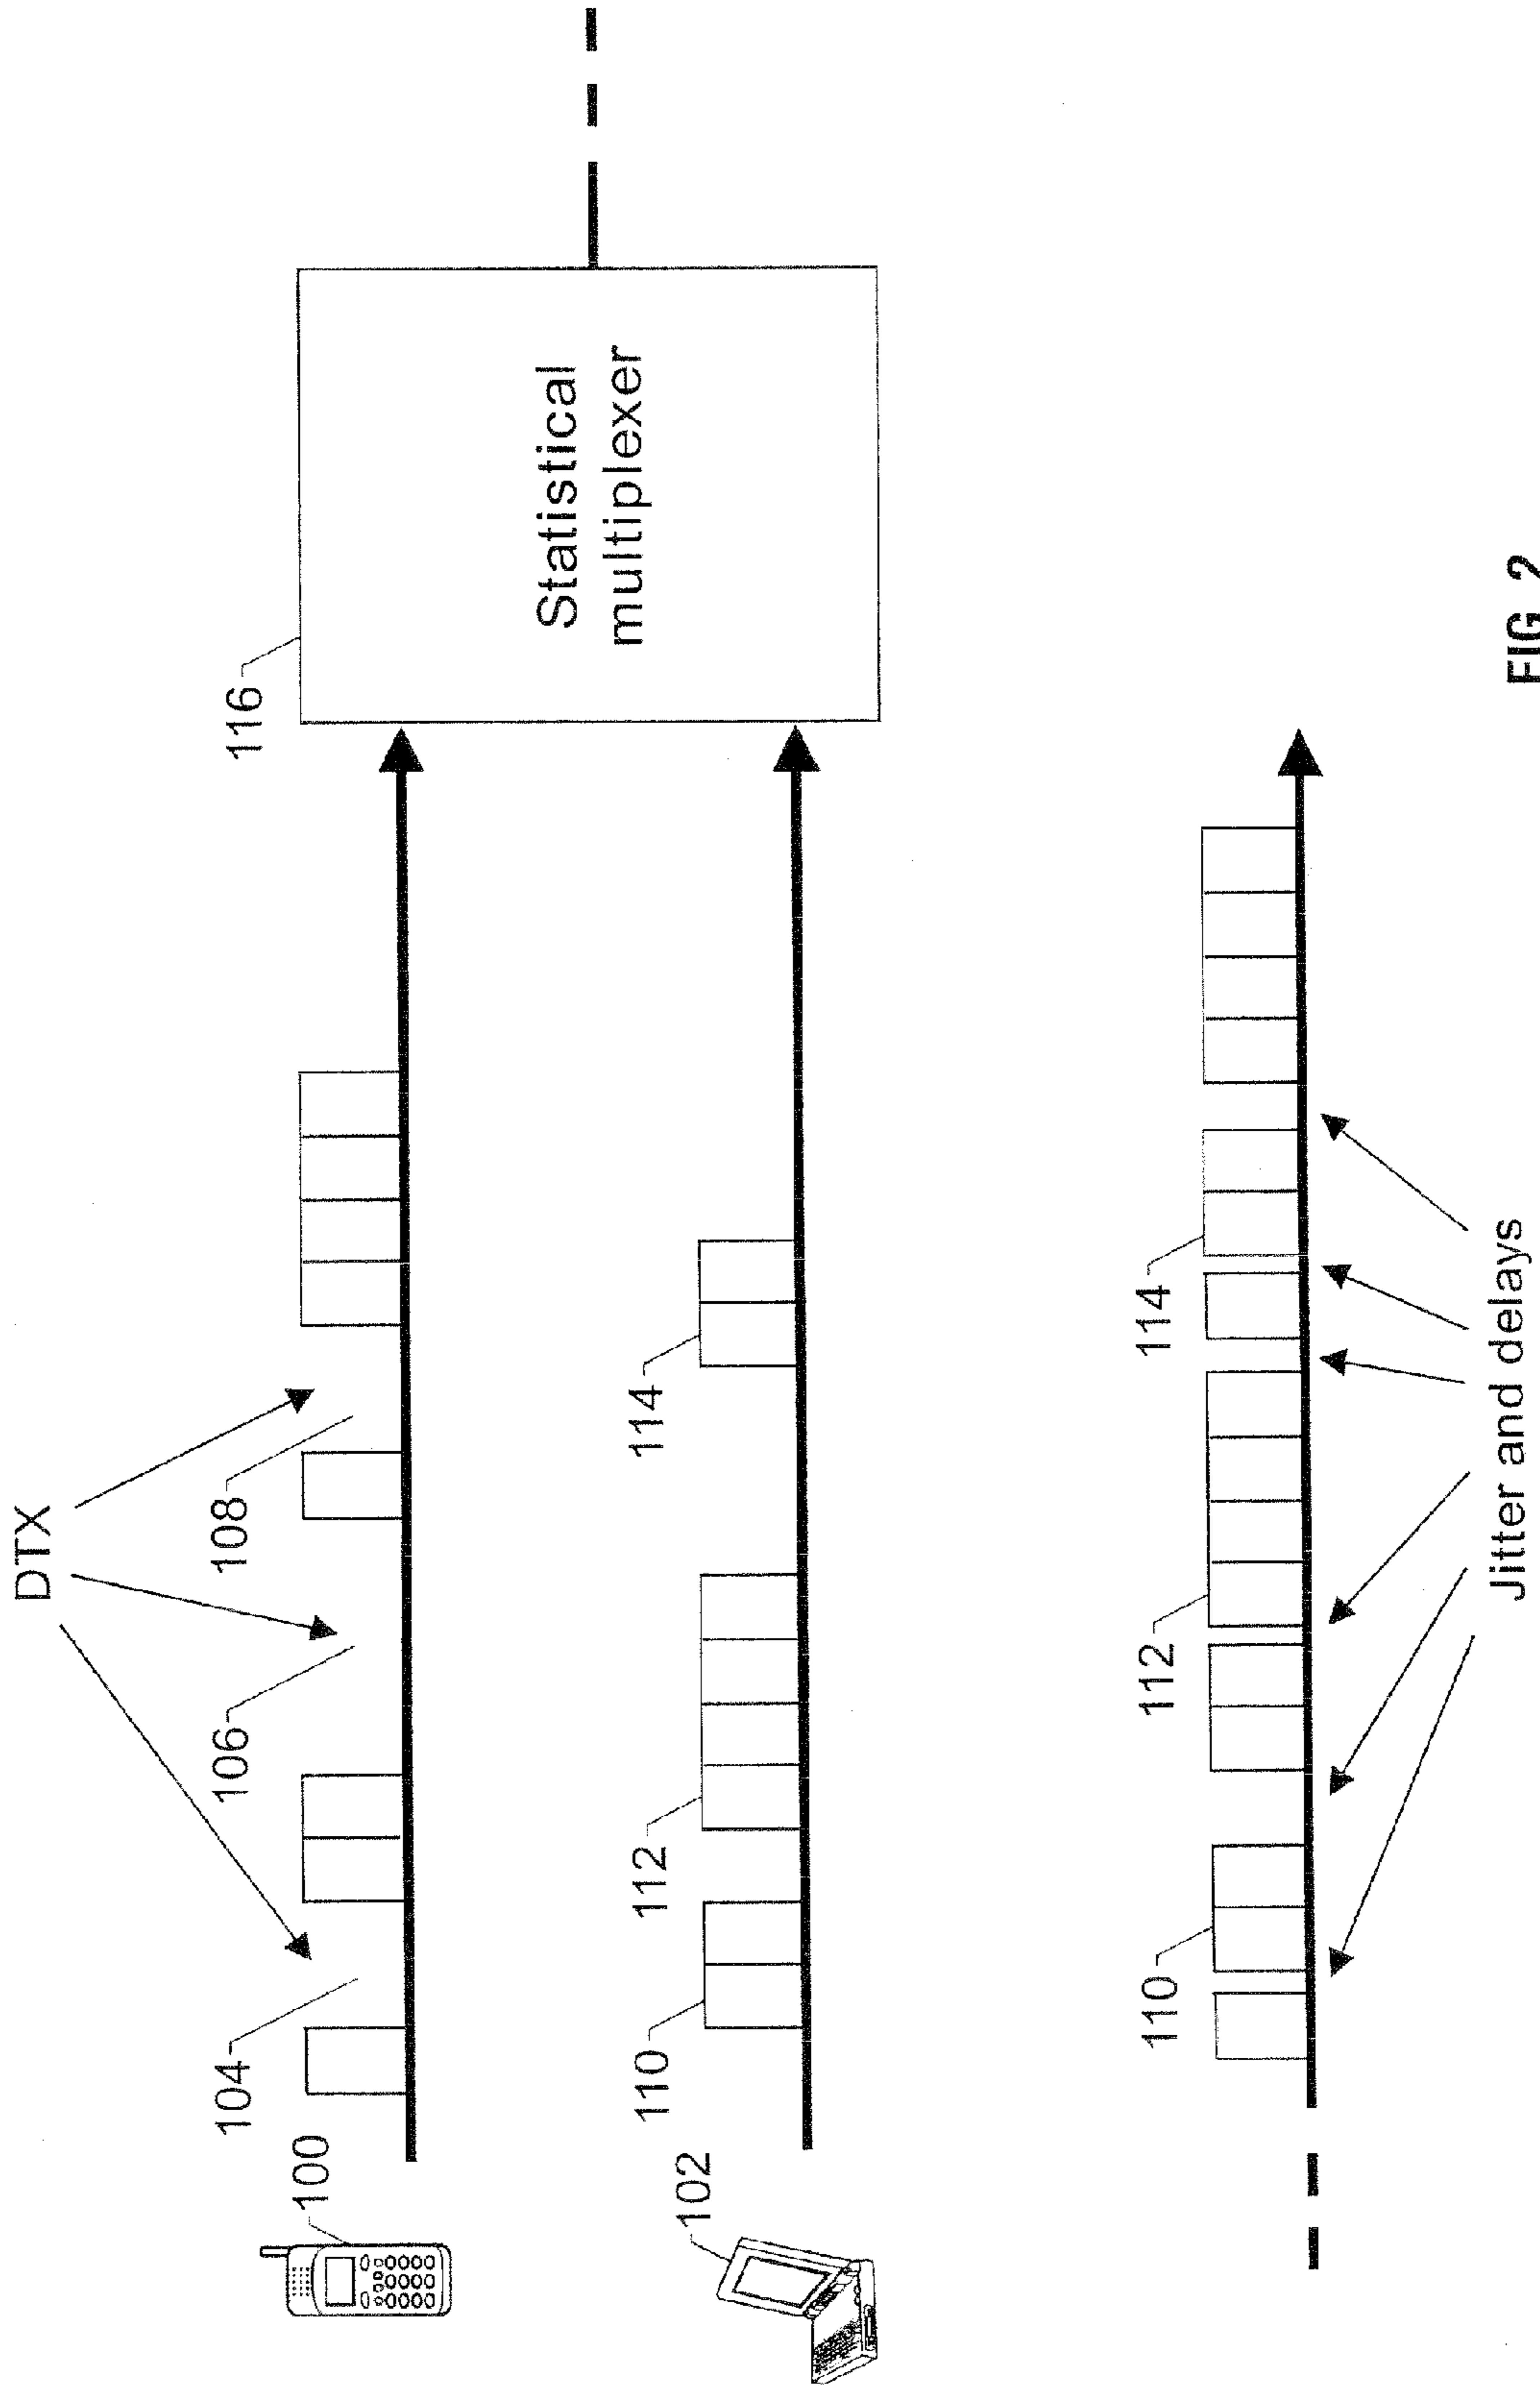 DTX
100
104
106
108
116
Statistical
multiplexer
102
110
112
114
110
112
114
Jitter and delays
FIG. 2